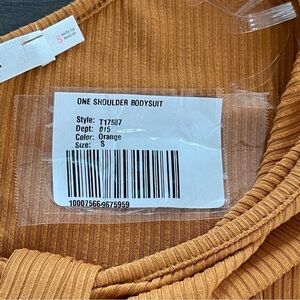 S
ONE SHOULDER BODYSUIT
Style: T17507
Dept: 015
Color: Orange
Size: S
10007566-9675959